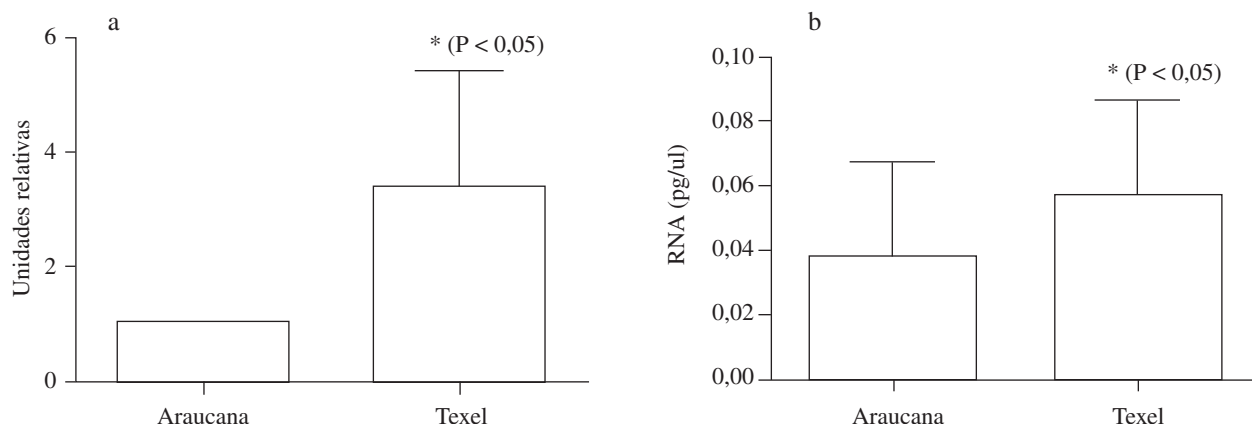 a
* (P < 0,05)
Unidades relativas
6
4
2
0
Araucana
Texel
b
* (P < 0,05)
RNA (pg/ul)
0,10
0,08
0,06
0,04
0,02
0,00
Araucana
Texel